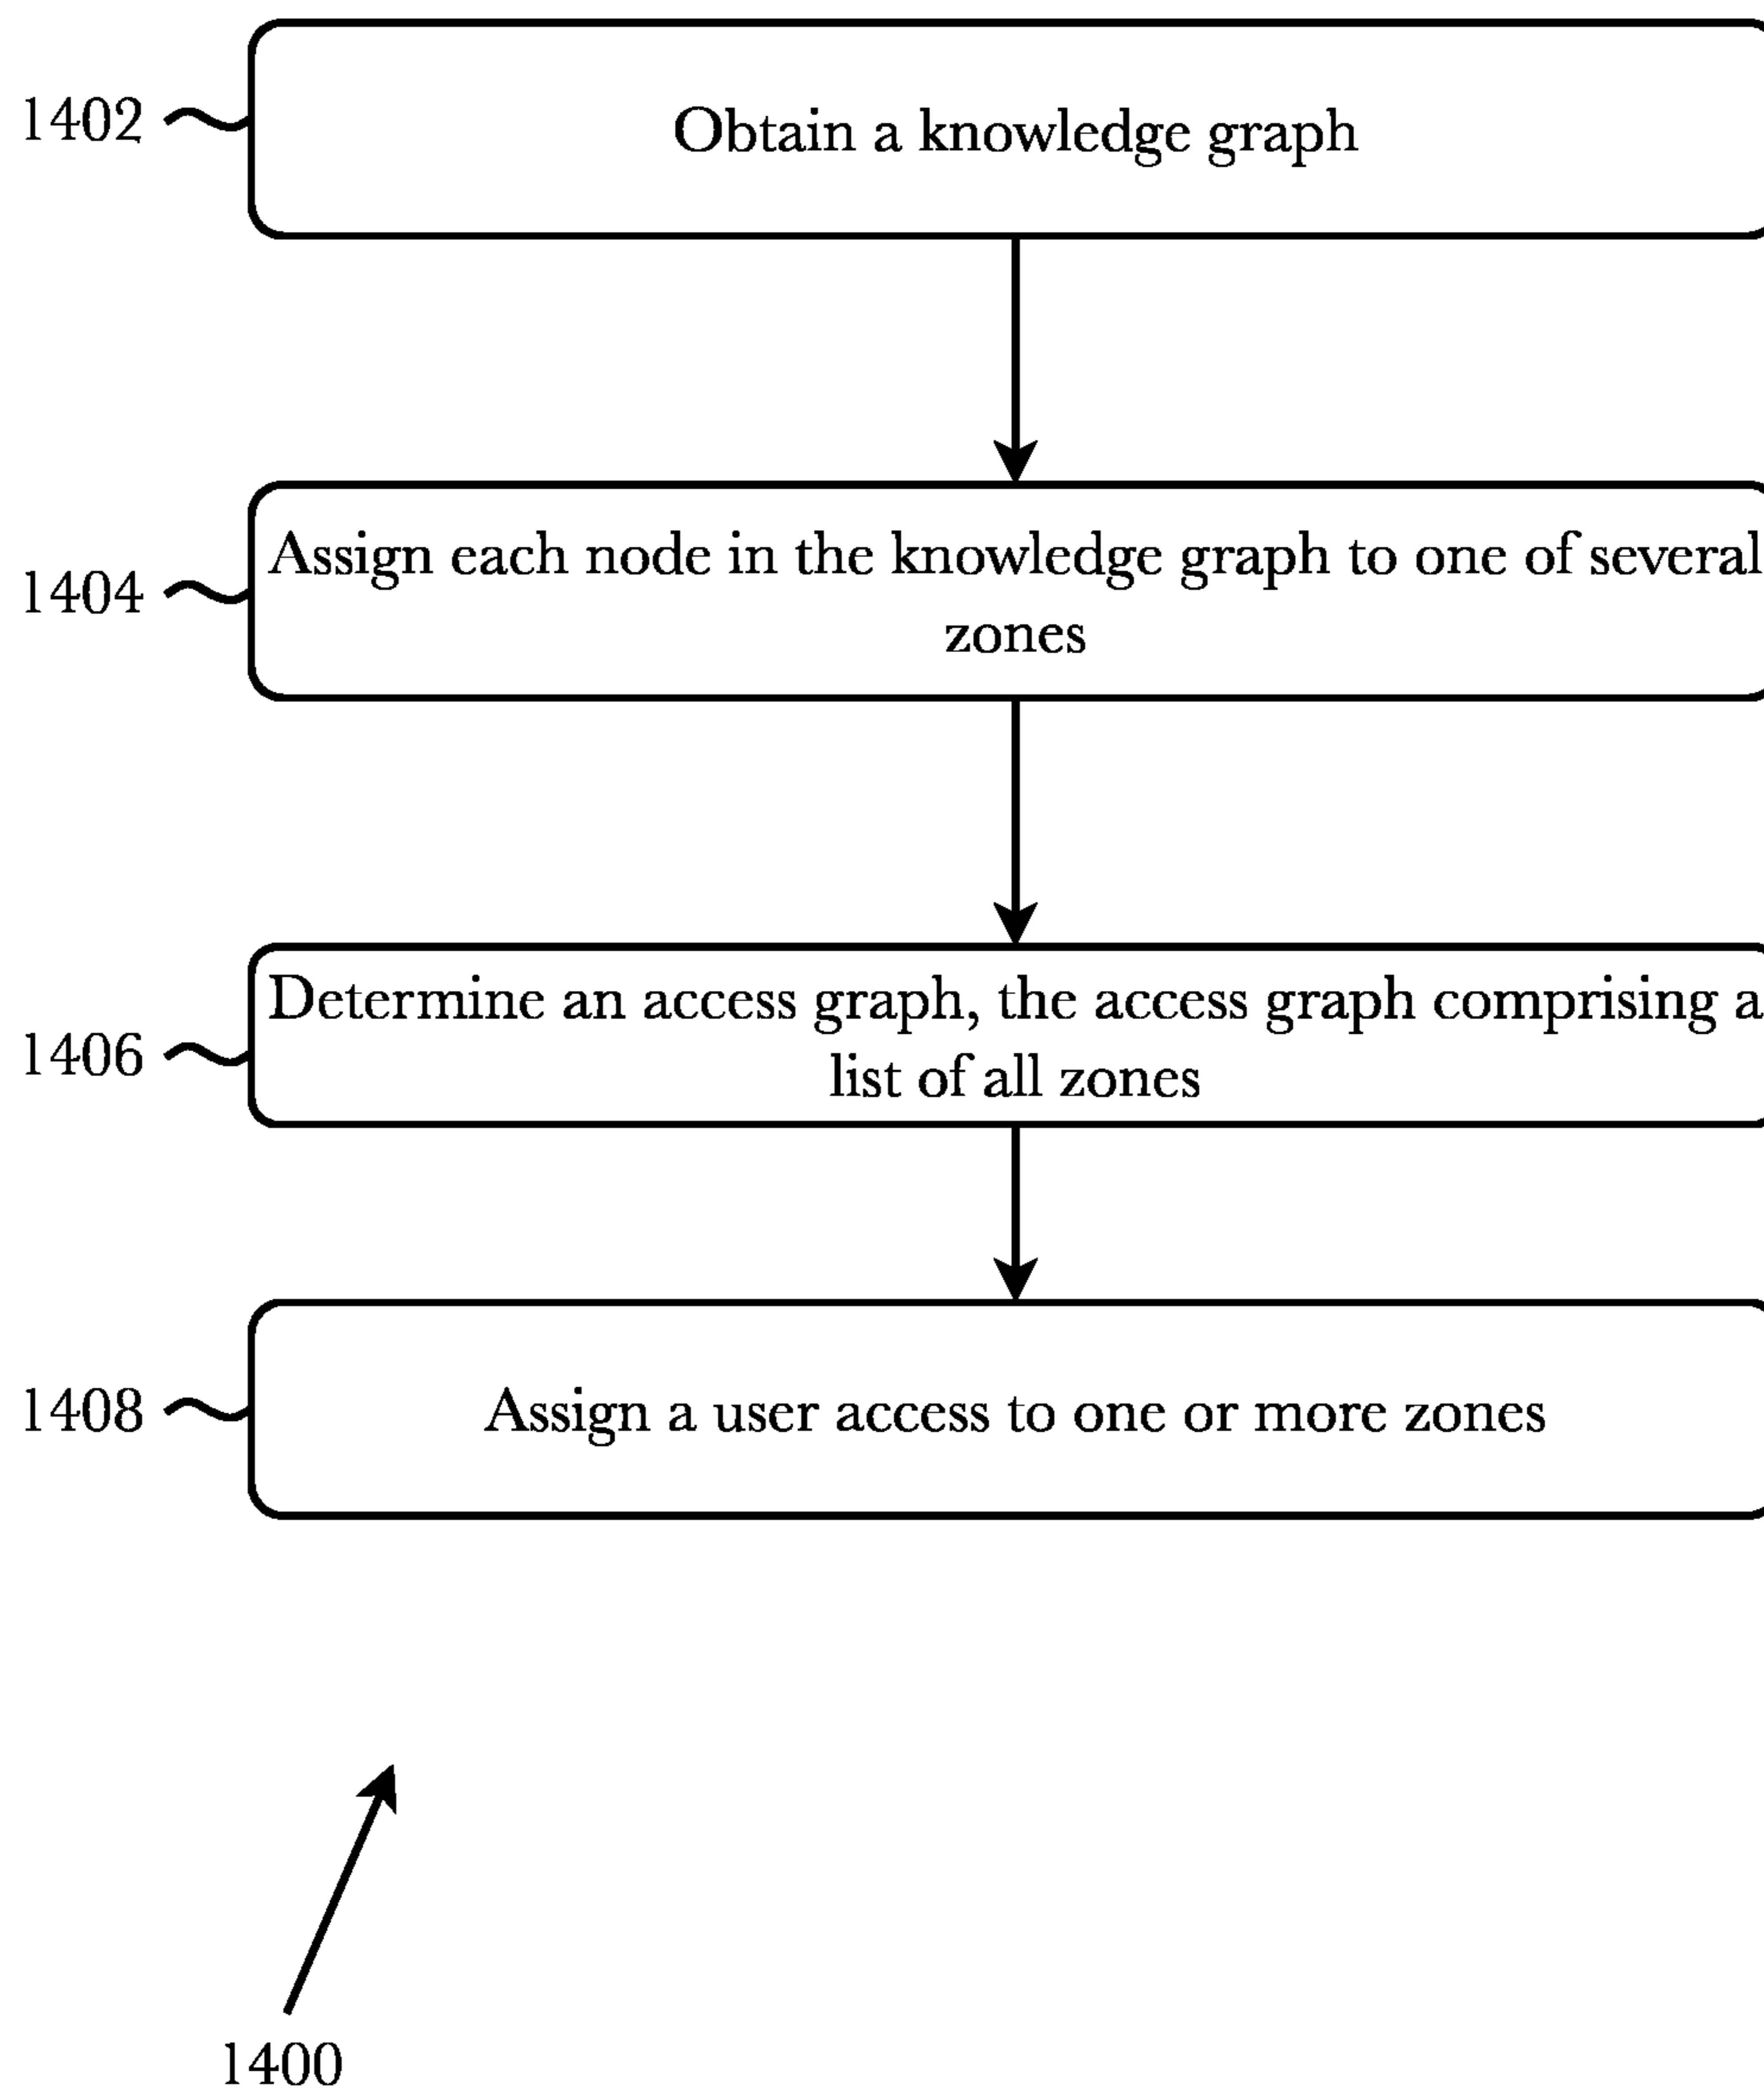 1402
Obtain a knowledge graph
1404
Assign each node in the knowledge graph to one of several
zones
1406
Determine an access graph, the access graph comprising a
list of all zones
1408
Assign a user access to one or more zones
1400